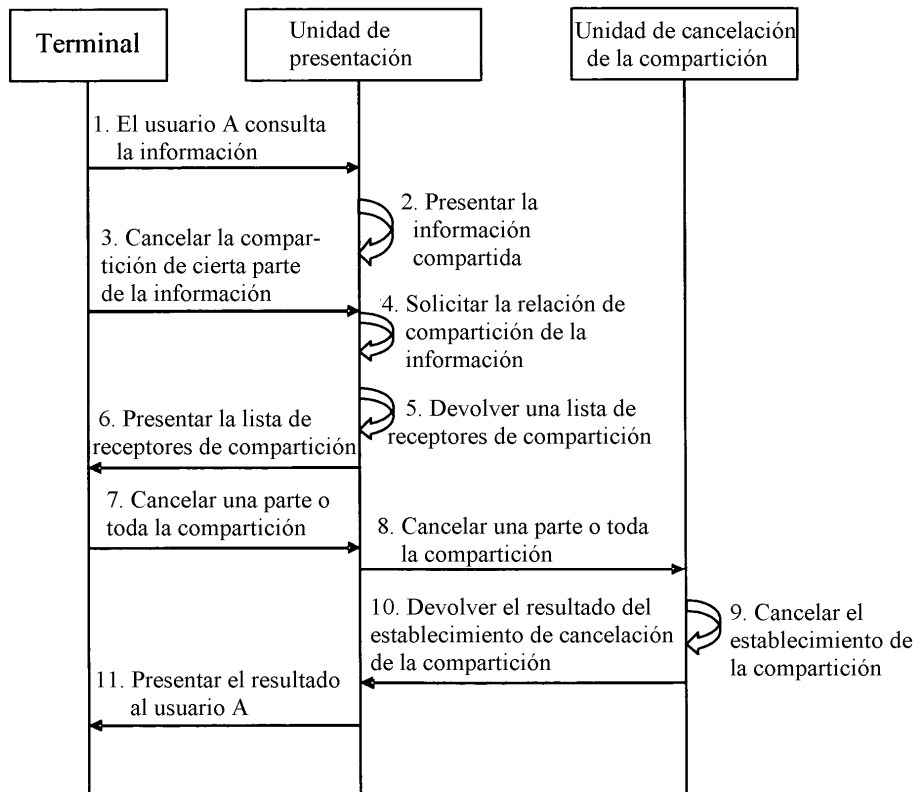 Terminal
Unidad de
presentación
Unidad de cancelación
de la compartición
1. El usuario A consulta
la información
2. Presentar la
información
compartida
3. Cancelar la compar-
tición de cierta parte
de la información
4. Solicitar la relación de
compartición de la
información
5. Devolver una lista de
receptores de compartición
6. Presentar la lista de
receptores de compartición
7. Cancelar una parte o
toda la compartición
8. Cancelar una parte o toda
la compartición
9. Cancelar el
establecimiento de
la compartición
10. Devolver el resultado del
establecimiento de cancelación
de la compartición
11. Presentar el resultado
al usuario A